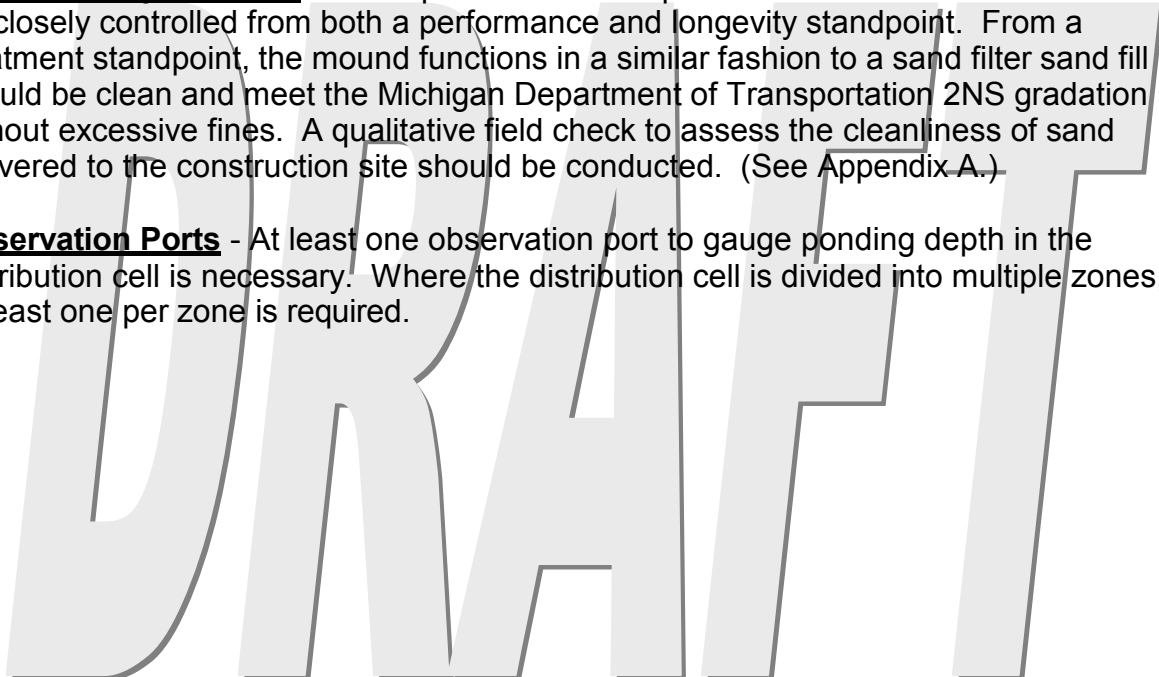 closely controlled from both a performance and longevity standpoint. From a
atment standpoint, the mound functions in a similar fashion to a sand filter sand fill
uld be clean and meet the Michigan Department of Transportation 2NS gradation
hout excessive fines. A qualitative field check to assess the cleanliness of sand
vered to the construction site should be conducted. (See Appendix A.)
servation Ports - At least one observation port to gauge ponding depth in the
ribution cell is necessary. Where the distribution cell is divided into multiple zones
east one per zone is required.
DRAFT